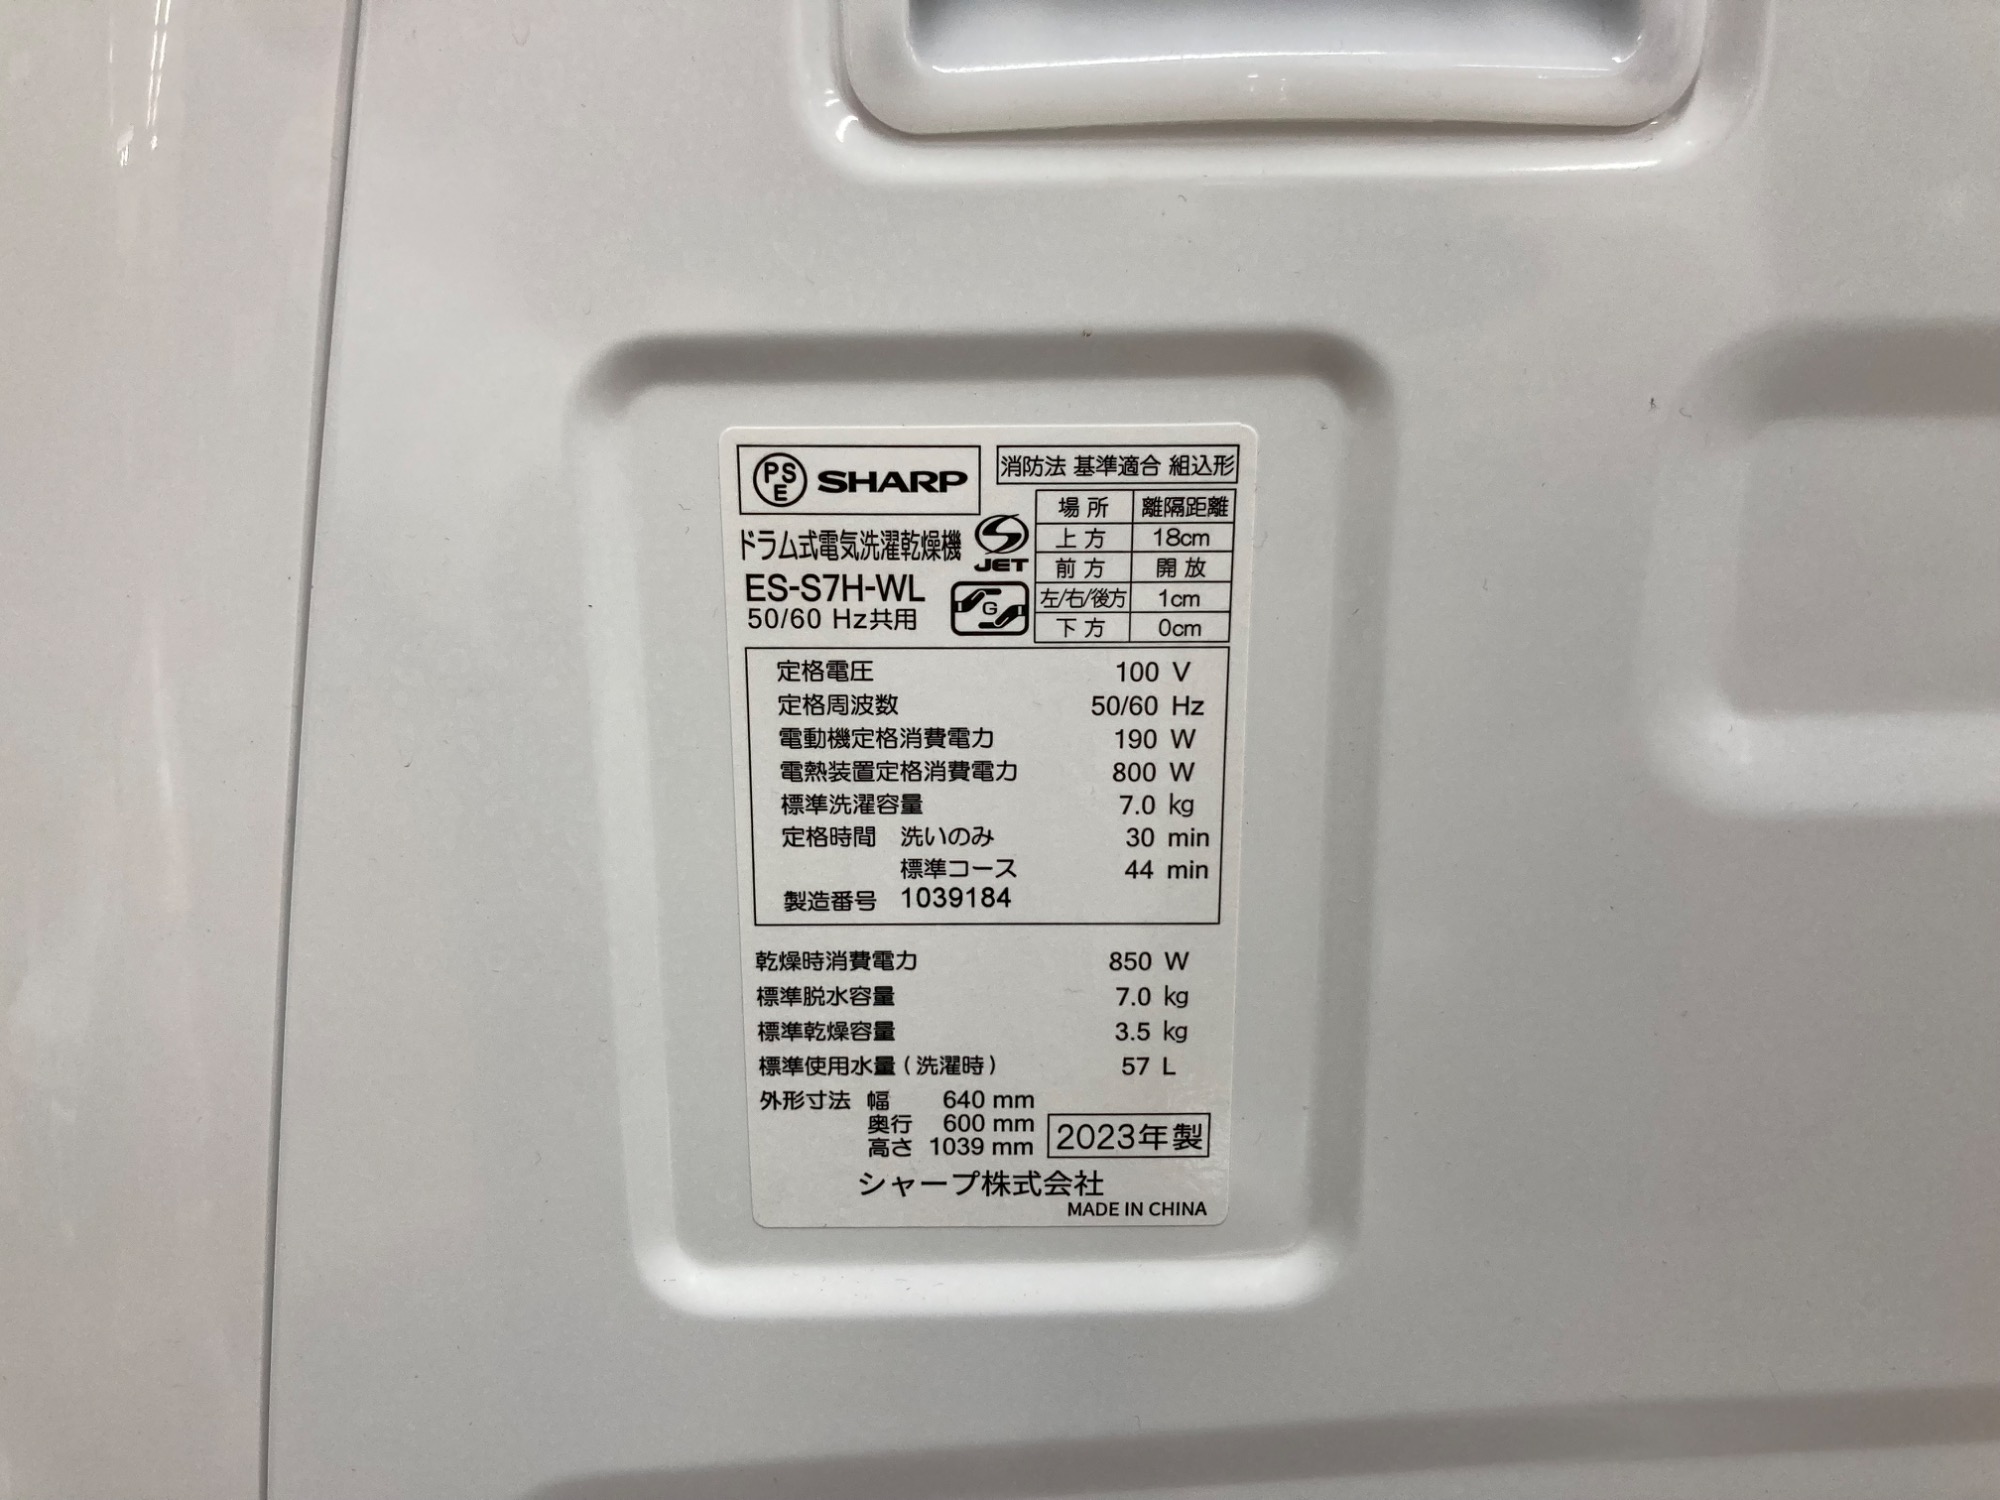 PSE SHARP
消防法 基準適合 組込形
場所 離隔距離
上方 18cm
前方 開放
左/右/後方 1cm
下方 0cm
ドラム式電気洗濯乾燥機
JET
ES-S7H-WL
G
50/60 Hz共用
定格電圧 100 V
定格周波数 50/60 Hz
電動機定格消費電力 190 W
電熱装置定格消費電力 800 W
標準洗濯容量 7.0 kg
定格時間 洗いのみ 30 min
標準コース 44 min
製造番号 1039184
乾燥時消費電力 850 W
標準脱水容量 7.0 kg
標準乾燥容量 3.5 kg
標準使用水量(洗濯時) 57 L
外形寸法 幅 640 mm
奥行 600 mm
高さ 1039 mm
2023年製
シャープ株式会社
MADE IN CHINA